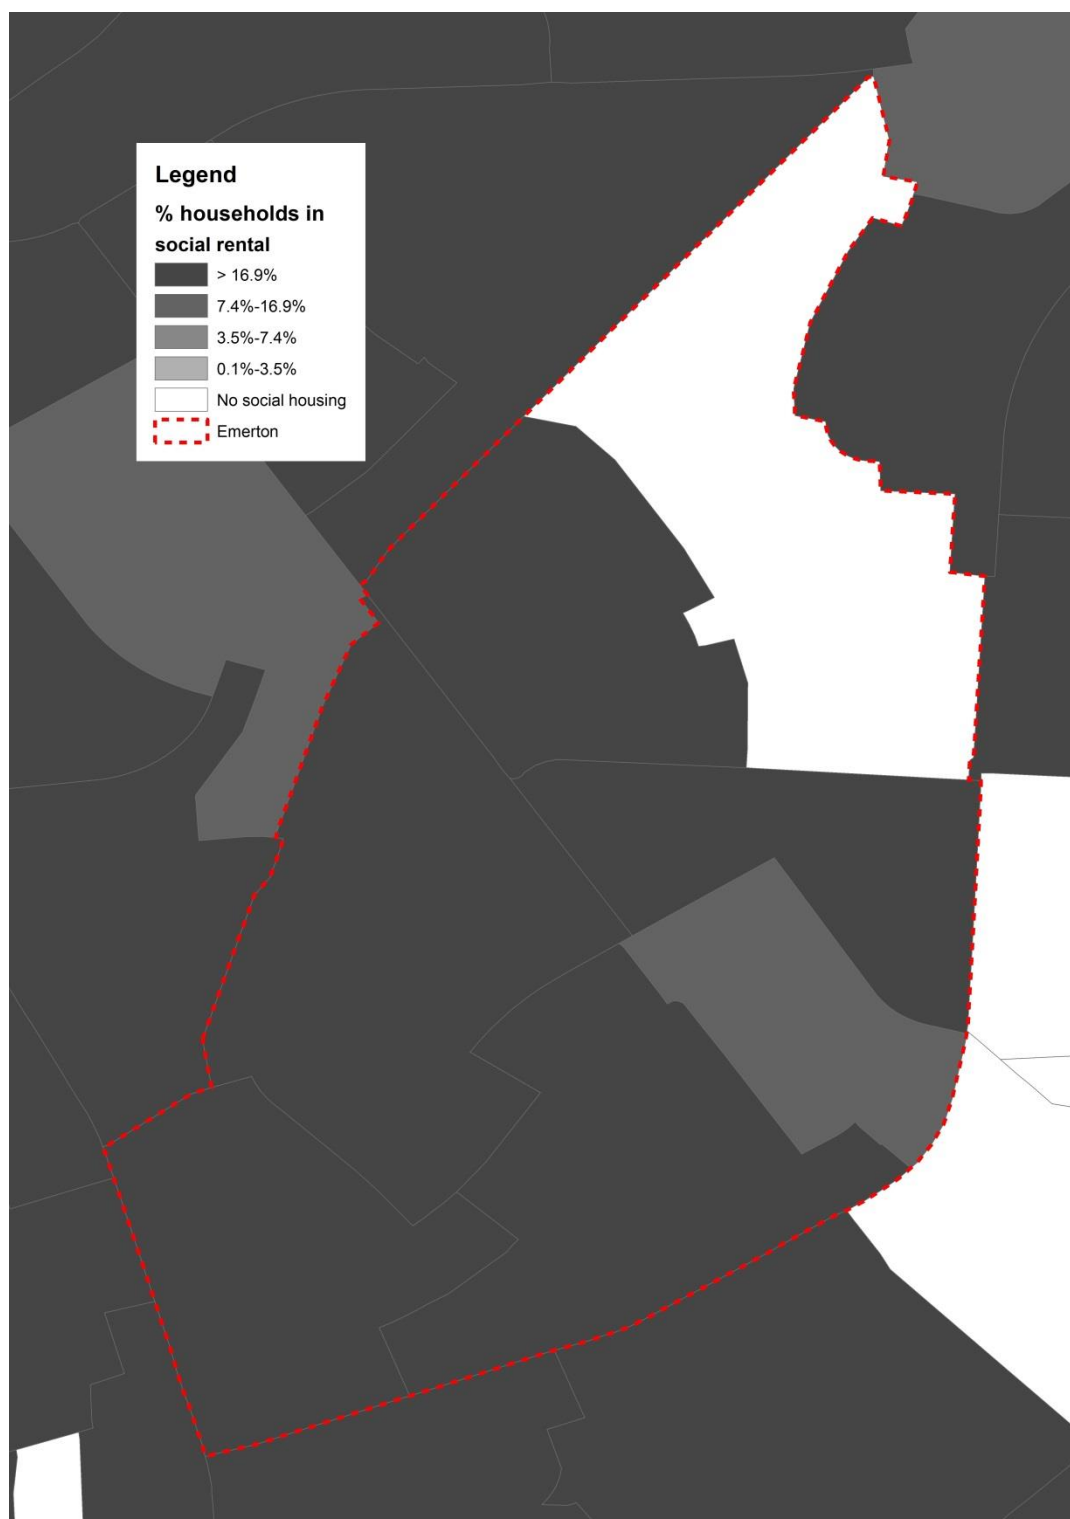 Legend
% households in
social rental
> 16.9%
7.4%-16.9%
3.5%-7.4%
0.1%-3.5%
No social housing
Emerton